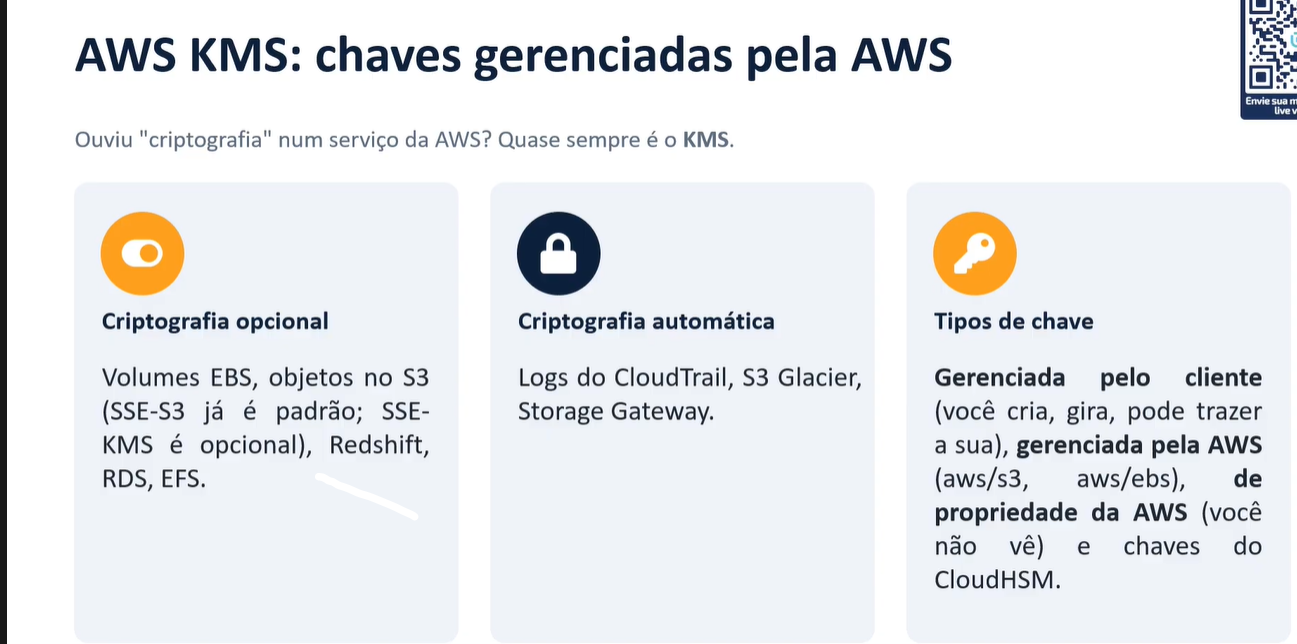 AWS KMS: chaves gerenciadas pela AWS
Envie sua
live
Ouviu "criptografia" num serviço da AWS? Quase sempre é o KMS.
Criptografia opcional
Volumes EBS, objetos no S3
(SSE-S3 já é padrão; SSE-
KMS é opcional), Redshift,
RDS, EFS.
Criptografia automática
Logs do CloudTrail, S3 Glacier,
Storage Gateway.
Tipos de chave
Gerenciada pelo cliente
(você cria, gira, pode trazer
a sua), gerenciada pela AWS
(aws/s3, aws/ebs), de
propriedade da AWS (você
não vê) e chaves do
CloudHSM.